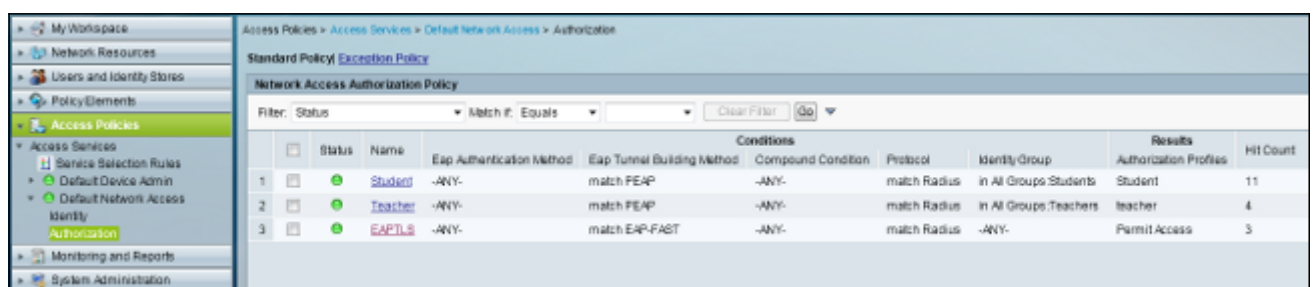 My Workspace
Network Resources
Users and Identity Stores
Policy Elements
Access Policies
Access Services
Service Selection Rules
Default Device Admin
Default Network Access
Identity
Authorization
Monitoring and Reports
System Administration
Access Policies > Access Services > Default Network Access > Authorization
Standard Policy| Exception Policy
Network Access Authorization Policy
Filter: Status Match if: Equals Clear Filter Go
Conditions Results
Status Name Eap Authentication Method Eap Tunnel Building Method Compound Condition Protocol Identity Group Authorization Profiles Hit Count
1 Student -ANY- match PEAP -ANY- match Radius in All Groups:Students Student 11
2 Teacher -ANY- match PEAP -ANY- match Radius in All Groups:Teachers teacher 4
3 EAPTLS -ANY- match EAP-FAST -ANY- match Radius -ANY- Permit Access 3